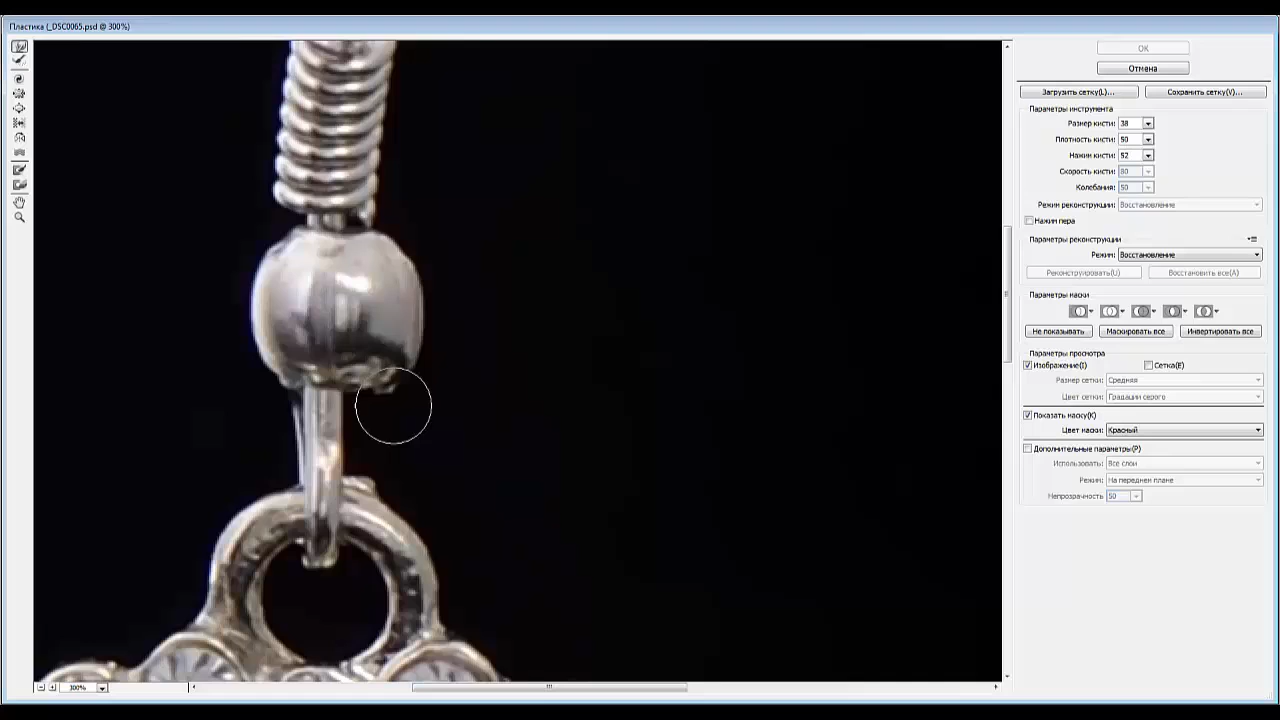 Пластика (_DSC0065.psd @ 300%)
OK
Отмена
Загрузить сетку(L)...
Сохранить сетку(V)...
Параметры инструмента
Размер кисти: 38
Плотность кисти: 50
Нажим кисти: 52
Скорость кисти: 80
Колебания: 50
Режим реконструкции: Восстановление
Нажим пера
Параметры реконструкции
Режим: Восстановление
Реконструировать(U)
Восстановить все(A)
Параметры маски
Не показывать
Маскировать все
Инвертировать все
Параметры просмотра
Изображение(I)
Сетка(E)
Размер сетки: Средняя
Цвет сетки: Градации серого
Показать маску(K)
Цвет маски: Красный
Дополнительные параметры(P)
Использовать: Все слои
Режим: На переднем плане
Непрозрачность 50
300%